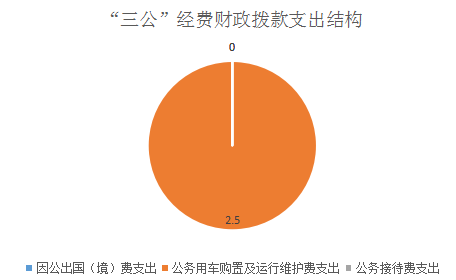 “三公”经费财政拨款支出结构
0
2.5
因公出国（境）费支出 公务用车购置及运行维护费支出 公务接待费支出